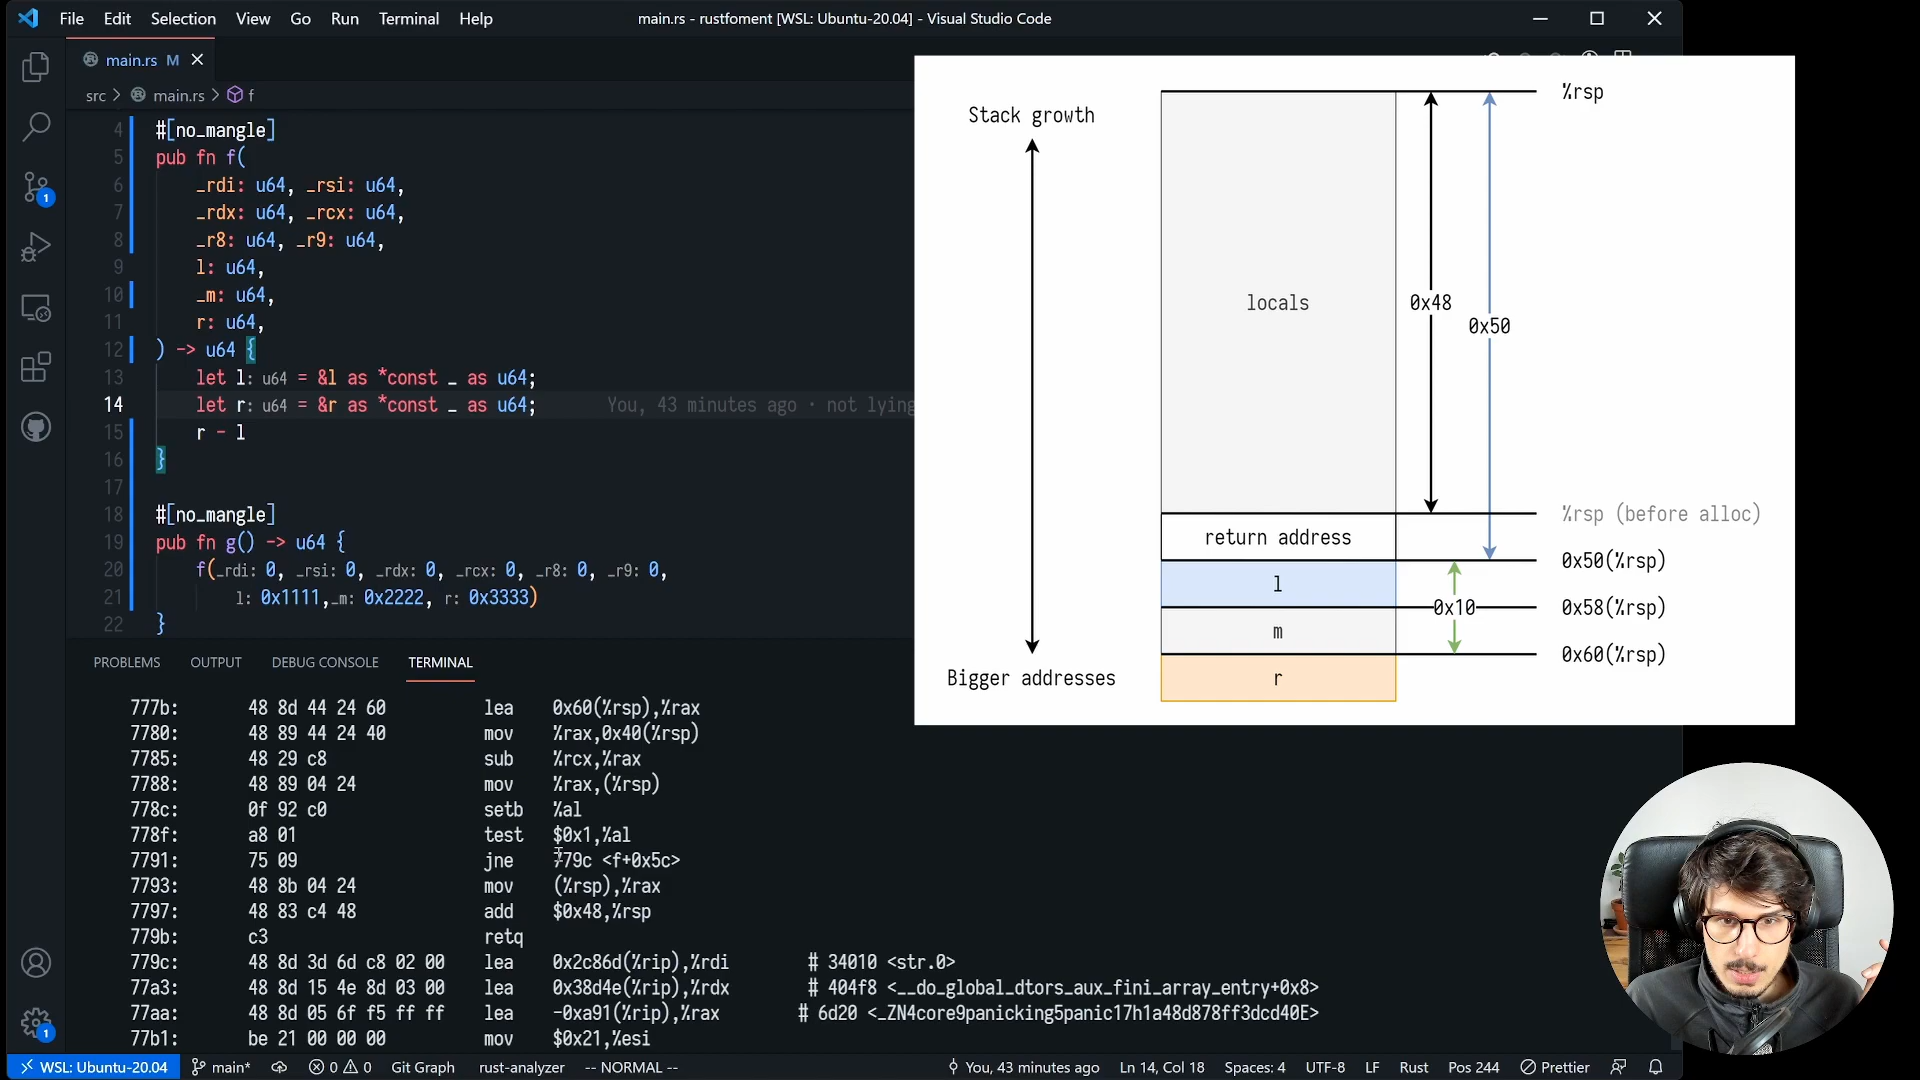 File Edit Selection View Go Run Terminal Help
main.rs - rustfoment [WSL: Ubuntu-20.04] - Visual Studio Code
main.rs M
src > main.rs > f
4 #[no_mangle]
5 pub fn f(
6 _rdi: u64, _rsi: u64,
7 _rdx: u64, _rcx: u64,
8 _r8: u64, _r9: u64,
9 l: u64,
10 _m: u64,
11 r: u64,
12 ) -> u64 {
13 let l: u64 = &l as *const _ as u64;
14 let r: u64 = &r as *const _ as u64; You, 43 minutes ago · not lying
15 r - l
16 }
17
18 #[no_mangle]
19 pub fn g() -> u64 {
20 f(_rdi: 0, _rsi: 0, _rdx: 0, _rcx: 0, _r8: 0, _r9: 0,
21 l: 0x1111,_m: 0x2222, r: 0x3333)
22 }
Stack growth
Bigger addresses
locals
return address
l
m
r
0x48
0x50
0x10
%rsp
%rsp (before alloc)
0x50(%rsp)
0x58(%rsp)
0x60(%rsp)
PROBLEMS OUTPUT DEBUG CONSOLE TERMINAL
777b: 48 8d 44 24 60 lea 0x60(%rsp),%rax
7780: 48 89 44 24 40 mov %rax,0x40(%rsp)
7785: 48 29 c8 sub %rcx,%rax
7788: 48 89 04 24 mov %rax,(%rsp)
778c: 0f 92 c0 setb %al
778f: a8 01 test $0x1,%al
7791: 75 09 jne 779c <f+0x5c>
7793: 48 8b 04 24 mov (%rsp),%rax
7797: 48 83 c4 48 add $0x48,%rsp
779b: c3 retq
779c: 48 8d 3d 6d c8 02 00 lea 0x2c86d(%rip),%rdi # 34010 <str.0>
77a3: 48 8d 15 4e 8d 03 00 lea 0x38d4e(%rip),%rdx # 404f8 <__do_global_dtors_aux_fini_array_entry+0x8>
77aa: 48 8d 05 6f f5 ff ff lea -0xa91(%rip),%rax # 6d20 <_ZN4core9panicking5panic17h1a48d878ff3dcd40E>
77b1: be 21 00 00 00 mov $0x21,%esi
1
1
WSL: Ubuntu-20.04 main* 0 0 Git Graph rust-analyzer -- NORMAL -- You, 43 minutes ago Ln 14, Col 18 Spaces: 4 UTF-8 LF Rust Pos 244 Prettier